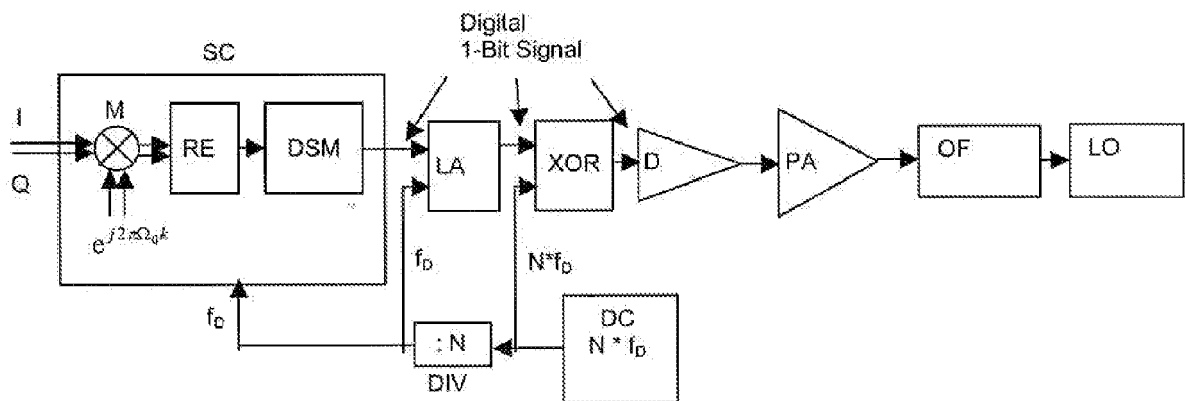 Digital
1-Bit Signal
SC
I
M
RE
DSM
LA
XOR
D
PA
OF
LO
Q
e^{j2πΩ₀k}
f_D
N*f_D
f_D
: N
DIV
DC
N * f_D